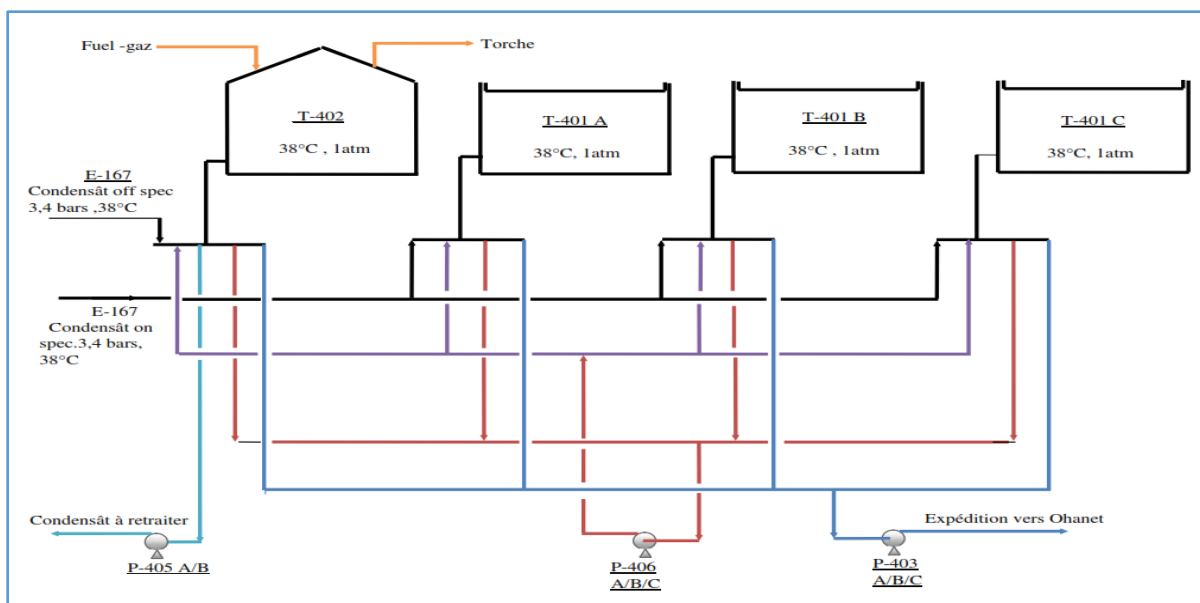 Fuel -gaz
Torche
T-402
38°C , 1atm
T-401 A
38°C, 1atm
T-401 B
38°C , 1atm
T-401 C
38°C, 1atm
E-167
Condensât off spec
3,4 bars ,38°C
E-167
Condensât on
spec.3,4 bars,
38°C
Condensât à retraiter
P-405 A/B
P-406
A/B/C
Expédition vers Ohanet
P-403
A/B/C